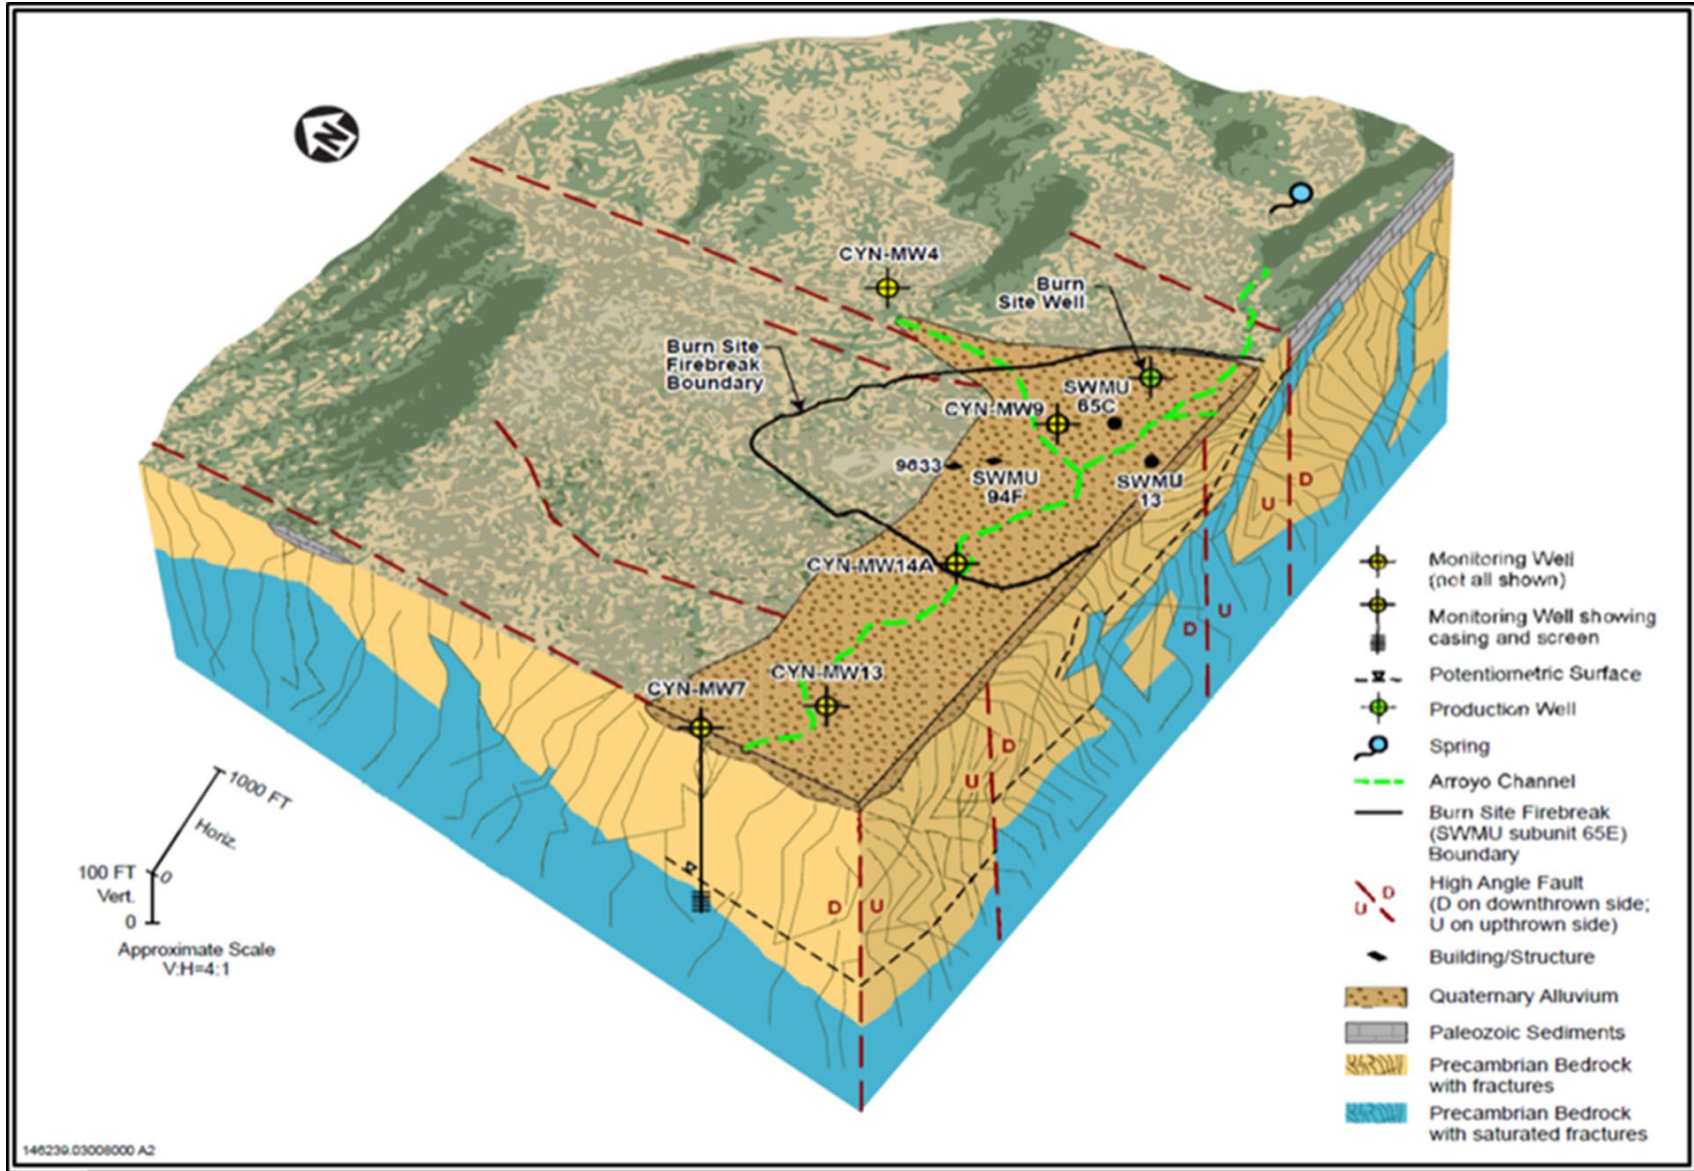 N
CYN-MW4
Burn
Site Well
Burn Site
Firebreak
Boundary
SWMU
65C
CYN-MW9
9833
SWMU
94F
SWMU
13
CYN-MW14A
CYN-MW13
CYN-MW7
D
U
D
U
D
U
D
U
1000 FT
Horiz.
0
100 FT
Vert.
0
Approximate Scale
V:H=4:1
Monitoring Well
(not all shown)
Monitoring Well showing
casing and screen
Potentiometric Surface
Production Well
Spring
Arroyo Channel
Burn Site Firebreak
(SWMU subunit 65E)
Boundary
D
U
High Angle Fault
(D on downthrown side;
U on upthrown side)
Building/Structure
Quaternary Alluvium
Paleozoic Sediments
Precambrian Bedrock
with fractures
Precambrian Bedrock
with saturated fractures
146239.03008000 A2